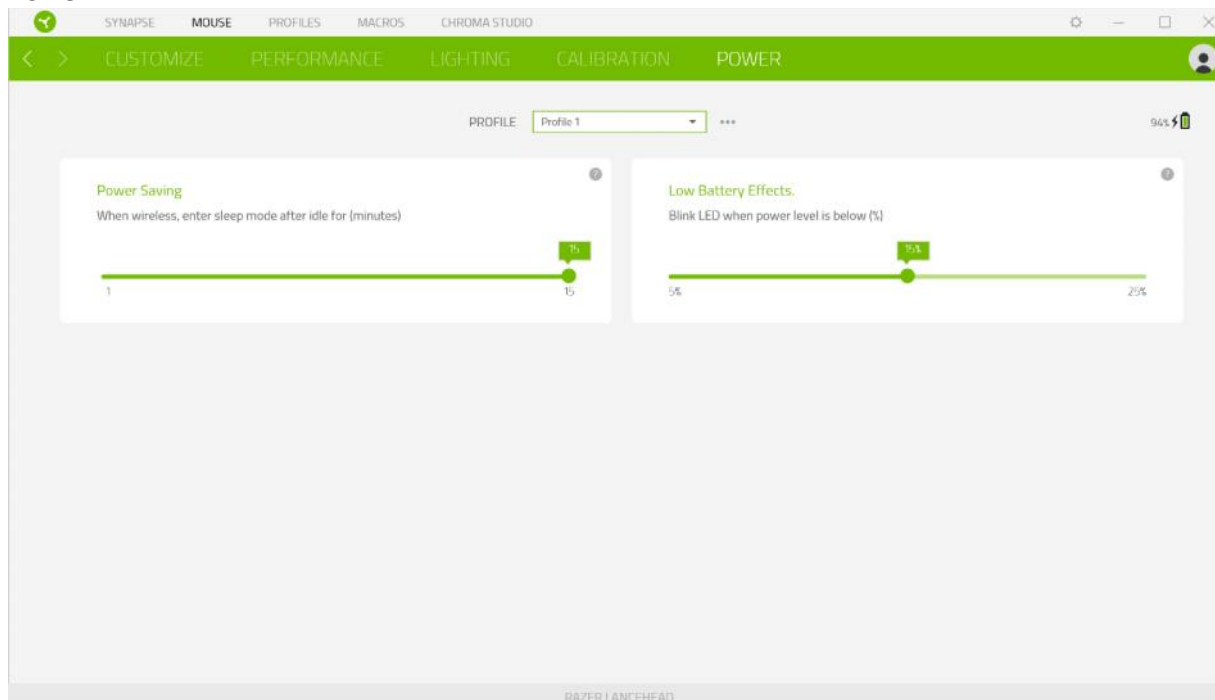 SYNAPSE MOUSE PROFILES MACROS CHROMA STUDIO
CUSTOMIZE PERFORMANCE LIGHTING CALIBRATION POWER
PROFILE Profile 1 94%
Power Saving
When wireless, enter sleep mode after idle for (minutes)
15
1 15
Low Battery Effects.
Blink LED when power level is below (%)
15%
5% 25%
RAZER LANCEHEAD